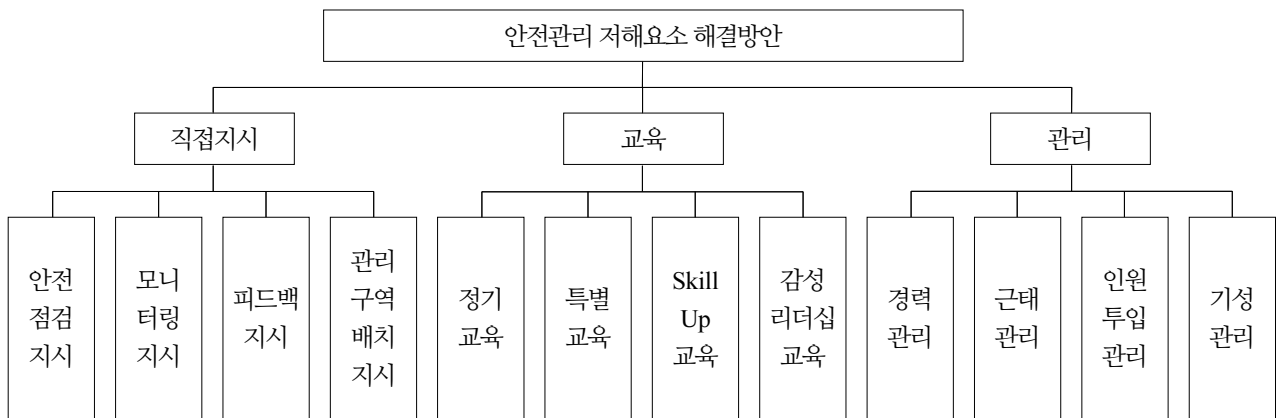 안전관리 저해요소 해결방안
직접지시
교육
관리
안전
점검
지시
모니
터링
지시
피드백
지시
관리
구역
배치
지시
정기
교육
특별
교육
Skill
Up
교육
감성
리더십
교육
경력
관리
근태
관리
인원
투입
관리
기성
관리